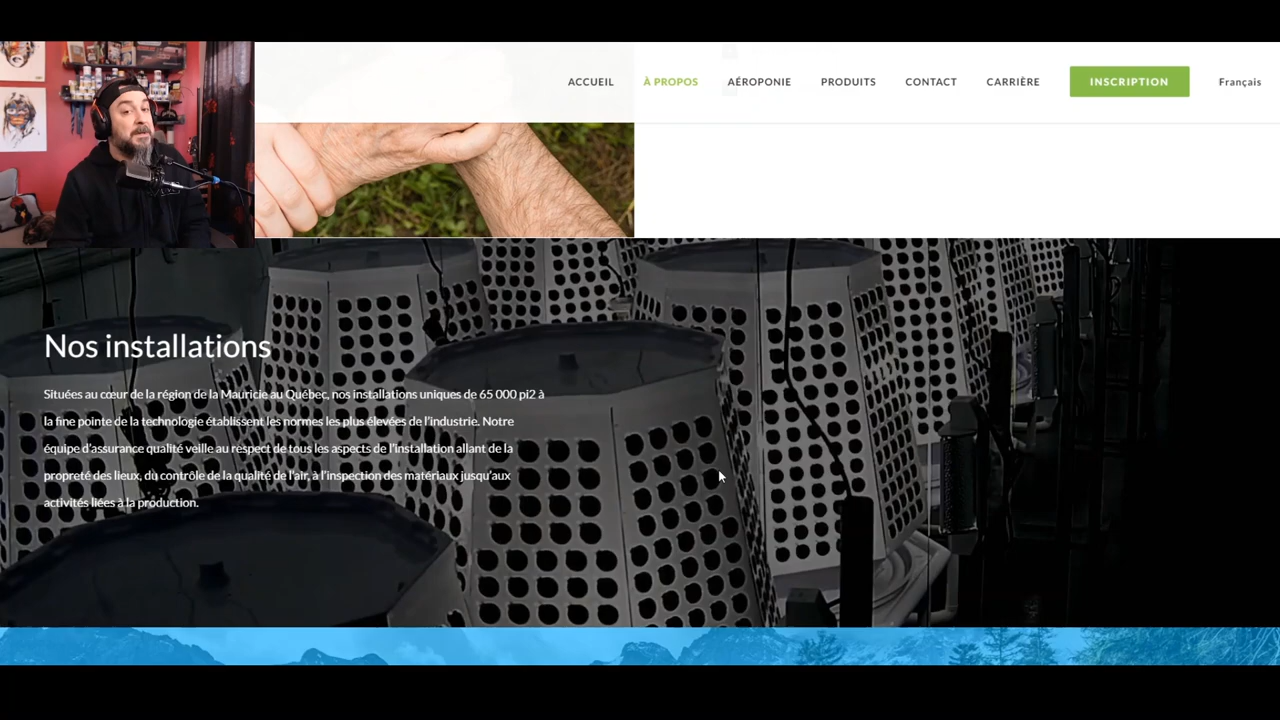 ACCUEIL À PROPOS AÉROPONIE PRODUITS CONTACT CARRIÈRE INSCRIPTION Français
Nos installations
Situées au cœur de la région de la Mauricie au Québec, nos installations uniques de 65 000 pi2 à
la fine pointe de la technologie établissent les normes les plus élevées de l'industrie. Notre
équipe d'assurance qualité veille au respect de tous les aspects de l'installation allant de la
propreté des lieux, du contrôle de la qualité de l'air, à l'inspection des matériaux jusqu'aux
activités liées à la production.